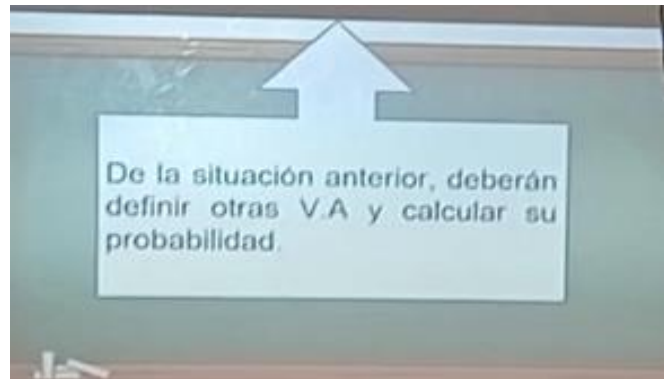 De la situación anterior, deberán
definir otras V.A y calcular su
probabilidad.